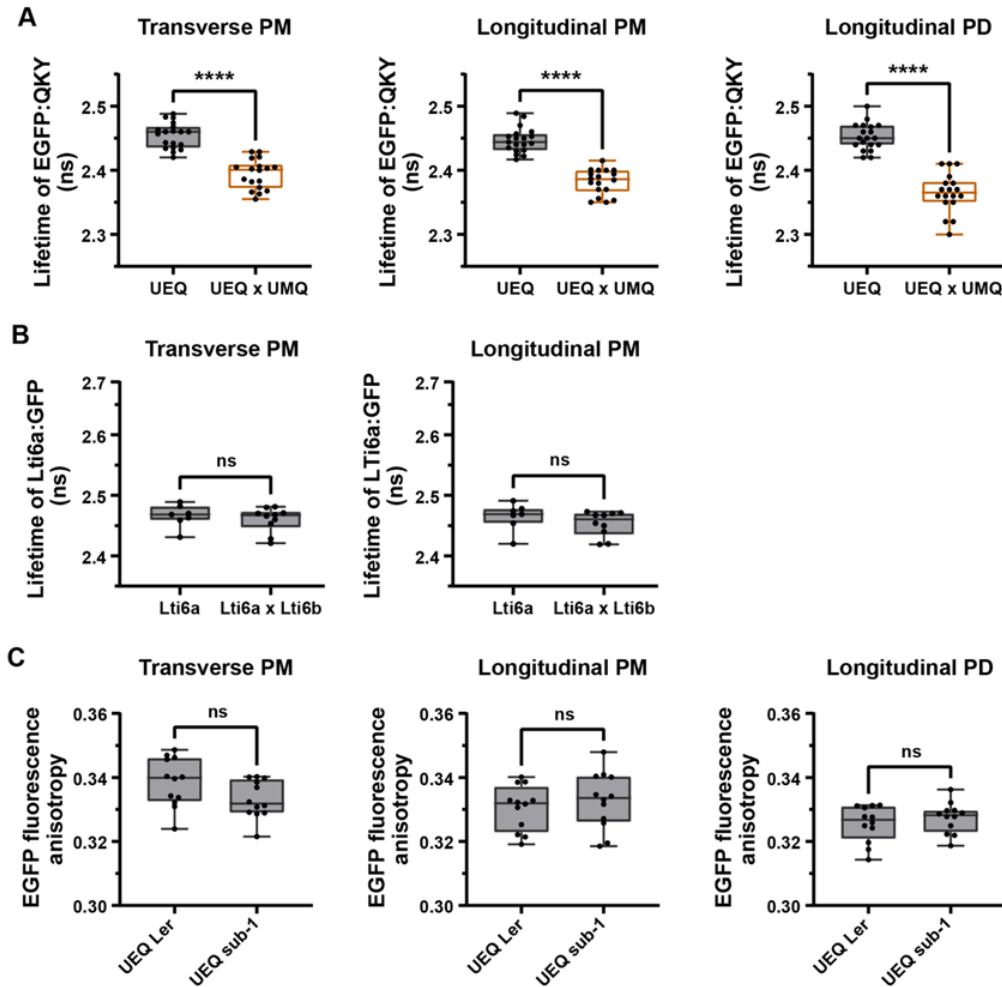 A
Transverse PM
Longitudinal PM
Longitudinal PD
Lifetime of EGFP:QKY
(ns)
2.5
2.4
2.3
****
UEQ
UEQ x UMQ
Lifetime of EGFP:QKY
(ns)
2.5
2.4
2.3
****
UEQ
UEQ x UMQ
Lifetime of EGFP:QKY
(ns)
2.5
2.4
2.3
****
UEQ
UEQ x UMQ
B
Transverse PM
Longitudinal PM
Lifetime of Lti6a:GFP
(ns)
2.7
2.6
2.5
2.4
ns
Lti6a
Lti6a x Lti6b
Lifetime of LTi6a:GFP
(ns)
2.7
2.6
2.5
2.4
ns
Lti6a
Lti6a x Lti6b
C
Transverse PM
Longitudinal PM
Longitudinal PD
EGFP fluorescence
anisotropy
0.36
0.34
0.32
0.30
ns
UEQ Ler
UEQ sub-1
EGFP fluorescence
anisotropy
0.36
0.34
0.32
0.30
ns
UEQ Ler
UEQ sub-1
EGFP fluorescence
anisotropy
0.36
0.34
0.32
0.30
ns
UEQ Ler
UEQ sub-1